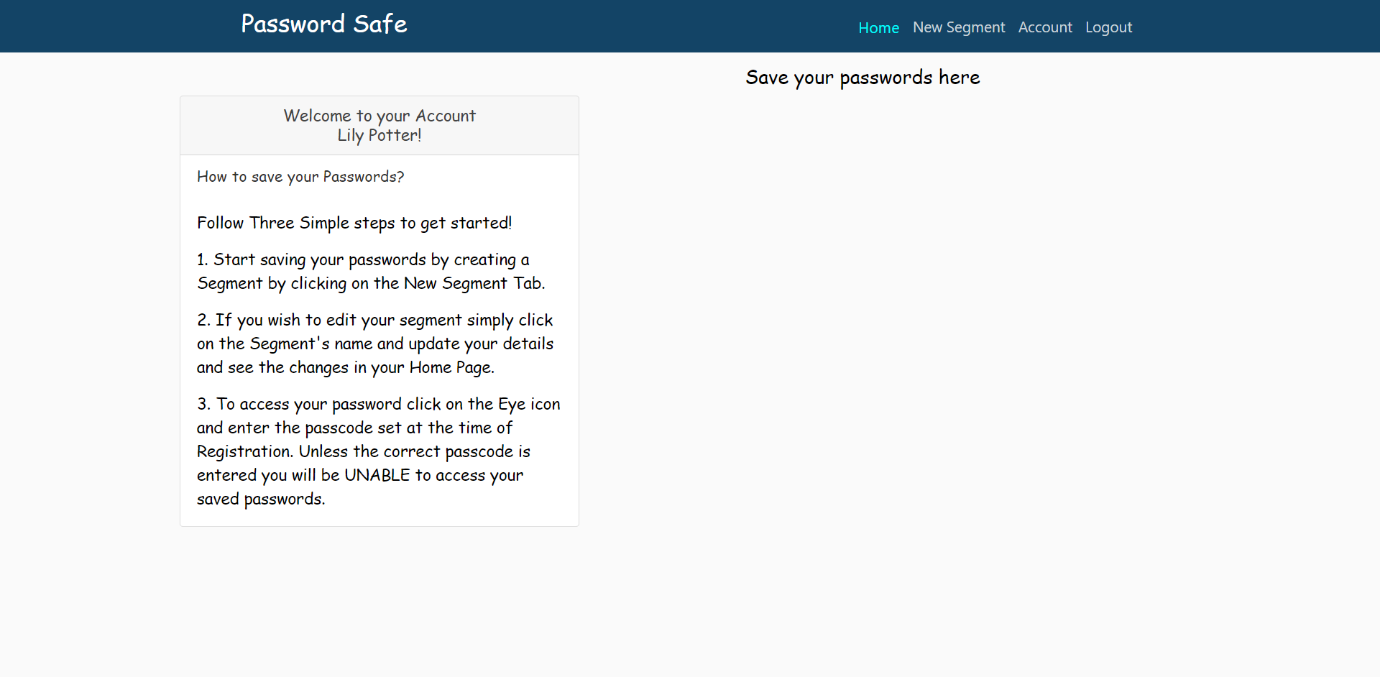 Password Safe
Home New Segment Account Logout
Save your passwords here
Welcome to your Account
Lily Potter!
How to save your Passwords?
Follow Three Simple steps to get started!
1. Start saving your passwords by creating a
Segment by clicking on the New Segment Tab.
2. If you wish to edit your segment simply click
on the Segment's name and update your details
and see the changes in your Home Page.
3. To access your password click on the Eye icon
and enter the passcode set at the time of
Registration. Unless the correct passcode is
entered you will be UNABLE to access your
saved passwords.